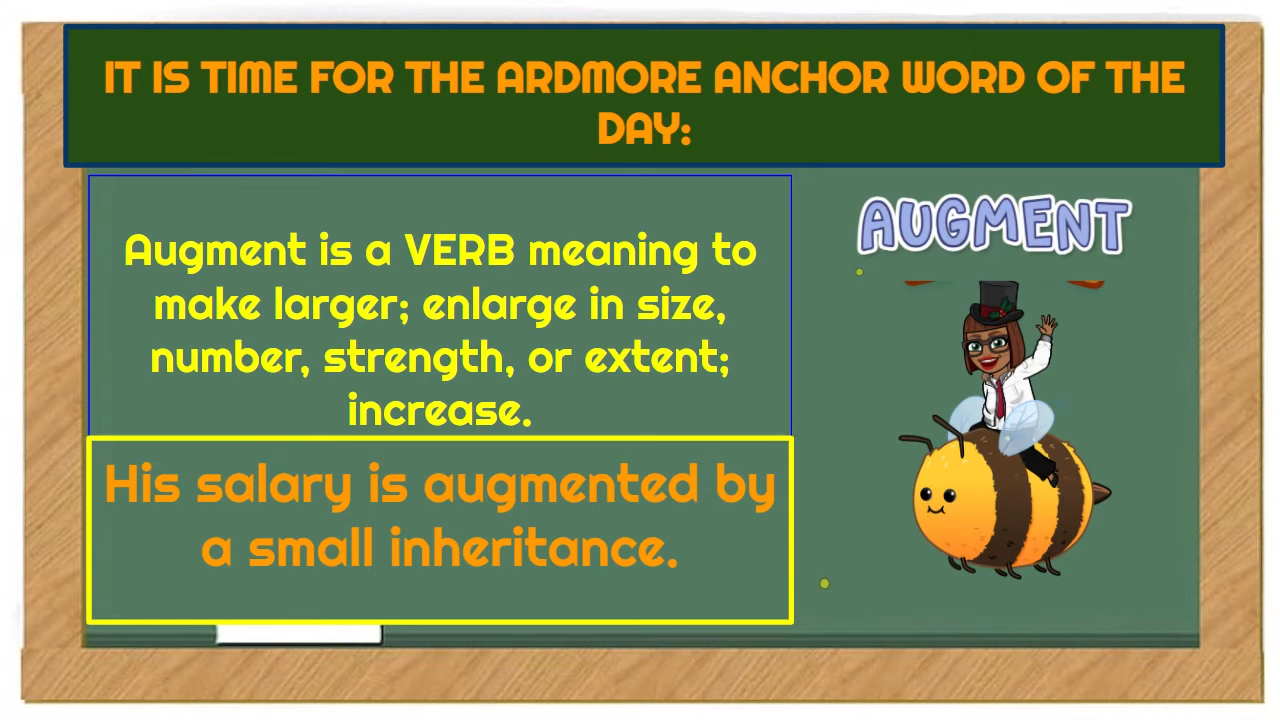 IT IS TIME FOR THE ARDMORE ANCHOR WORD OF THE
DAY:
AUGMENT
Augment is a VERB meaning to
make larger; enlarge in size,
number, strength, or extent;
increase.
His salary is augmented by
a small inheritance.